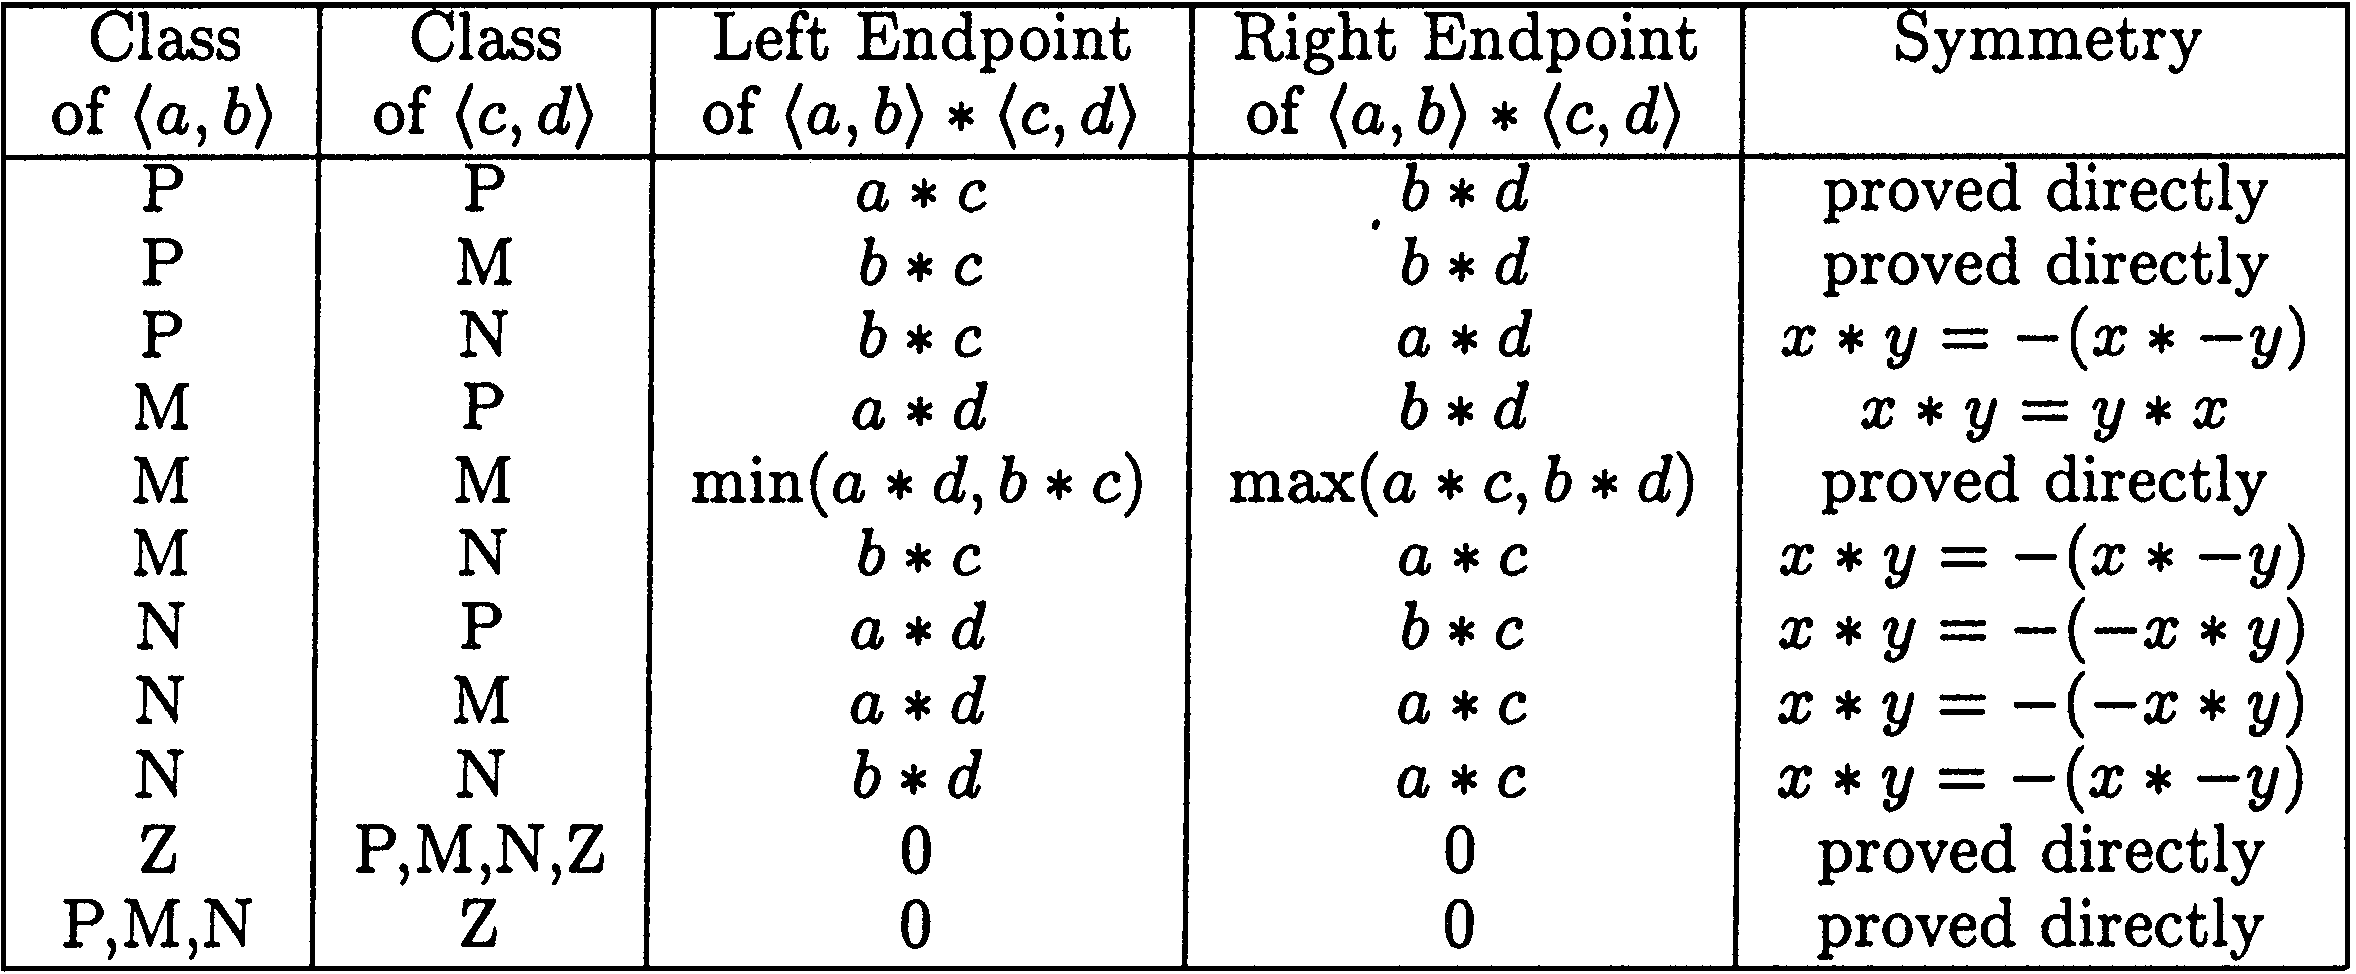 Class Class Left Endpoint Right Endpoint Symmetry
of ⟨a, b⟩ of ⟨c, d⟩ of ⟨a, b⟩ ∗ ⟨c, d⟩ of ⟨a, b⟩ ∗ ⟨c, d⟩
P P a ∗ c b ∗ d proved directly
P M b ∗ c b ∗ d proved directly
P N b ∗ c a ∗ d x ∗ y = −(x ∗ −y)
M P a ∗ d b ∗ d x ∗ y = y ∗ x
M M min(a ∗ d, b ∗ c) max(a ∗ c, b ∗ d) proved directly
M N b ∗ c a ∗ c x ∗ y = −(x ∗ −y)
N P a ∗ d b ∗ c x ∗ y = −(−x ∗ y)
N M a ∗ d a ∗ c x ∗ y = −(−x ∗ y)
N N b ∗ d a ∗ c x ∗ y = −(x ∗ −y)
Z P,M,N,Z 0 0 proved directly
P,M,N Z 0 0 proved directly